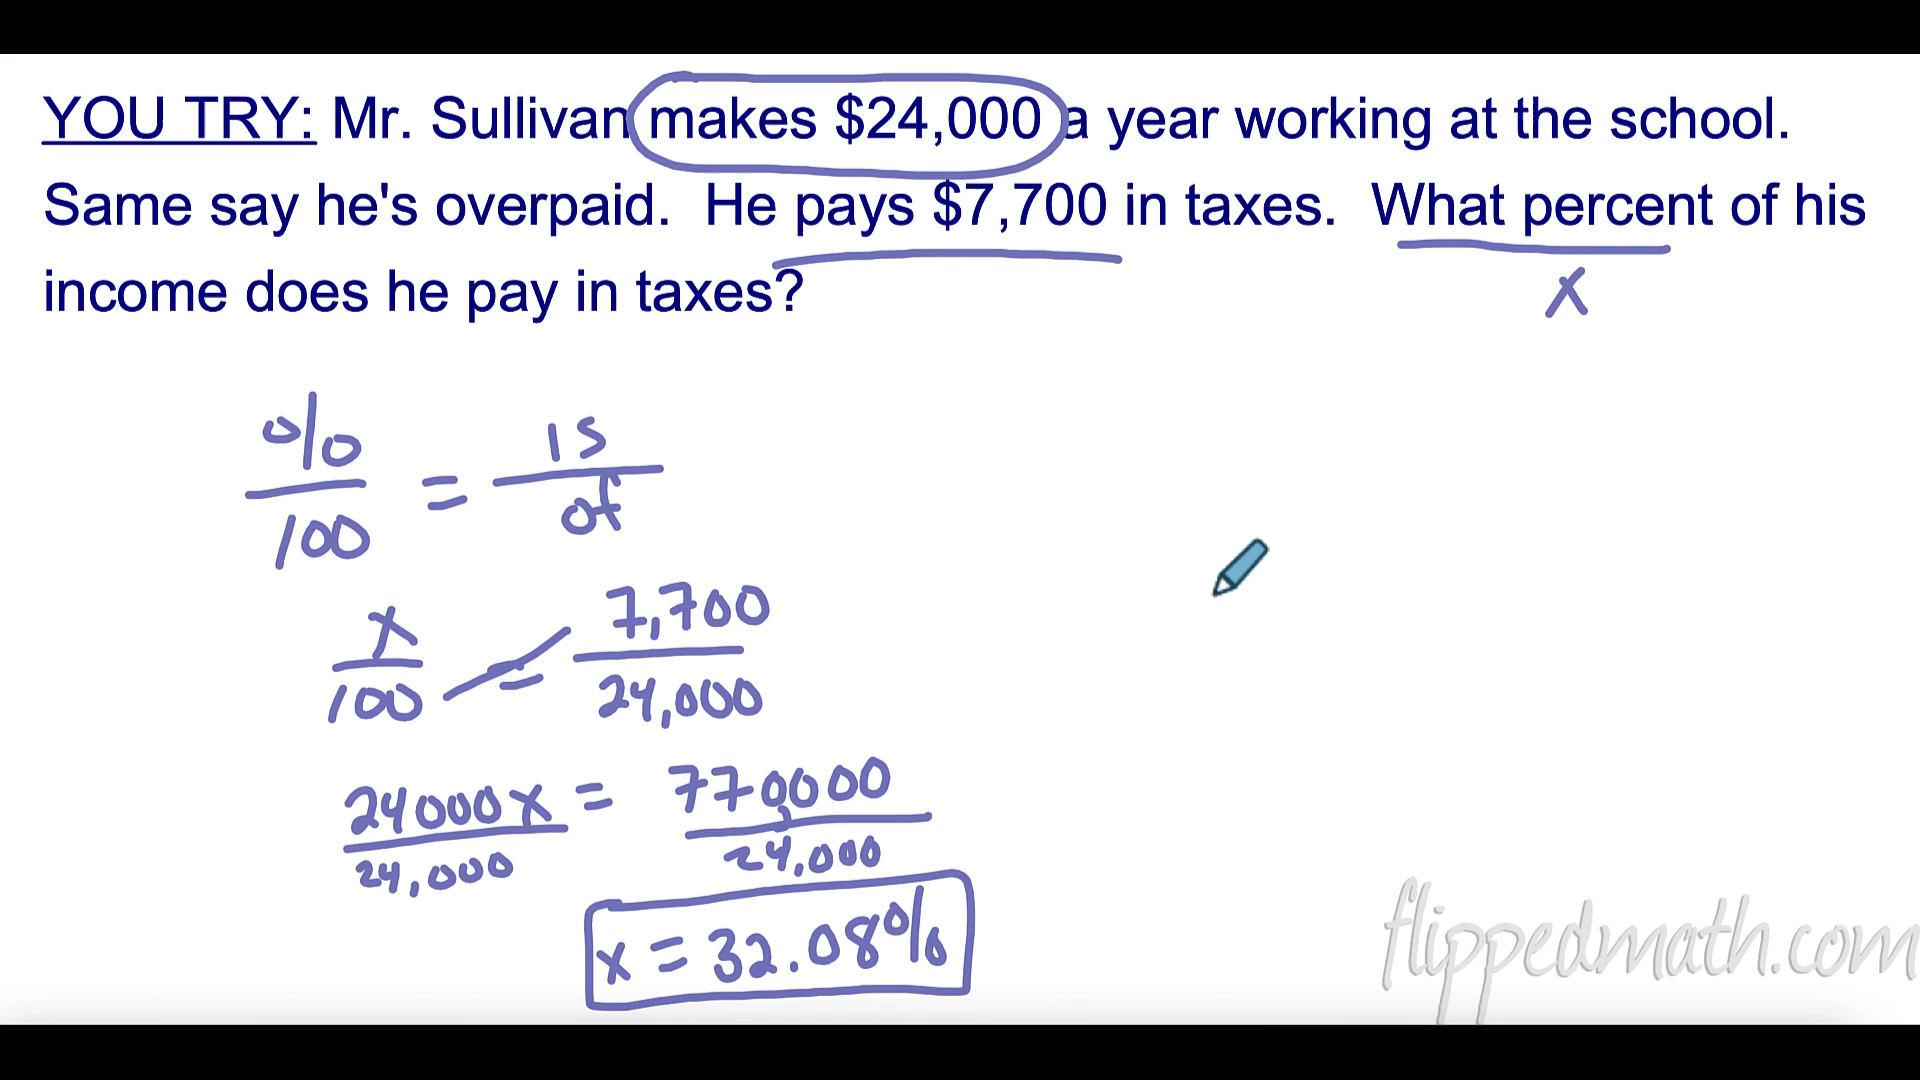 YOU TRY: Mr. Sullivan makes $24,000 a year working at the school.
Same say he's overpaid. He pays $7,700 in taxes. What percent of his
income does he pay in taxes?
x
% / 100 = is / of
x / 100 = 7,700 / 24,000
24000x / 24,000 = 770,000 / 24,000
x = 32.08%
flippedmath.com